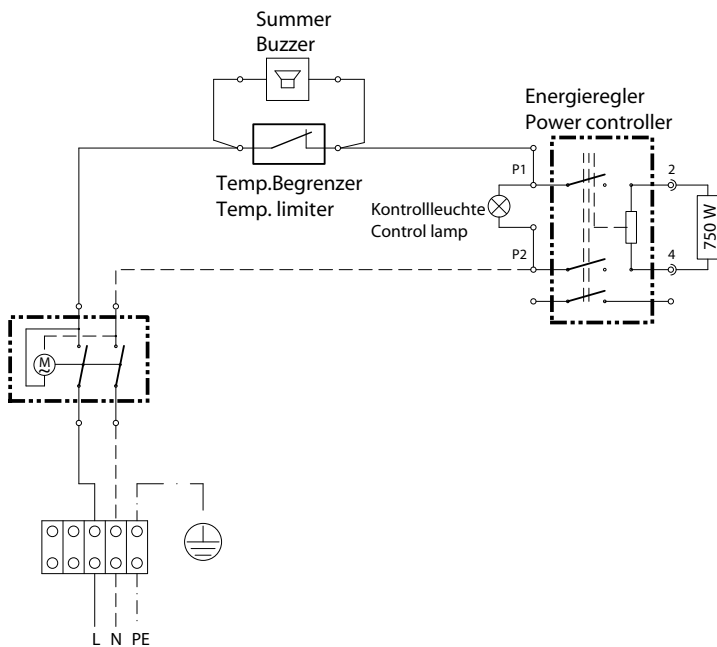 Summer
Buzzer
Energieregler
Power controller
Temp.Begrenzer
Temp. limiter
P1
2
Kontrollleuchte
Control lamp
750 W
P2
4
M
~
L N PE